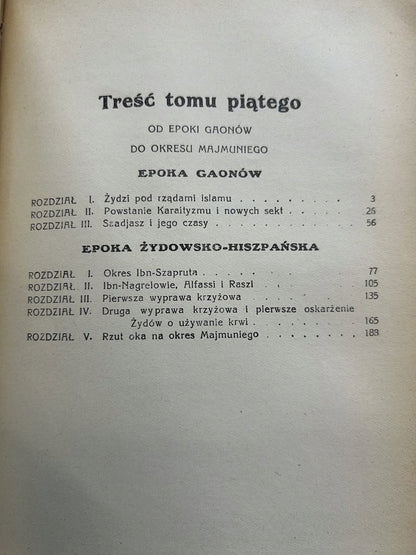 Treść tomu piątego
OD EPOKI GAONÓW
DO OKRESU MAJMUNIEGO
EPOKA GAONÓW
ROZDZIAŁ I. Żydzi pod rządami Islamu . . . . . . . . 3
ROZDZIAŁ II. Powstanie Karaityzmu i nowych sekt . . . . . 26
ROZDZIAŁ III. Saadjasz i jego czasy . . . . . . . . . . 56
EPOKA ŻYDOWSKO-HISZPAŃSKA
ROZDZIAŁ I. Okres Ibn-Szapruta . . . . . . . . . . . 77
ROZDZIAŁ II. Ibn-Nagrelowie, Alfassi i Raszi . . . . . . . 105
ROZDZIAŁ III. Pierwsza wyprawa krzyżowa . . . . . . . . 135
ROZDZIAŁ IV. Druga wyprawa krzyżowa i pierwsze oskarżenie
Żydów o używanie krwi . . . . . . . . 165
ROZDZIAŁ V. Rzut oka na okres Majmuniego . . . . . . . 188